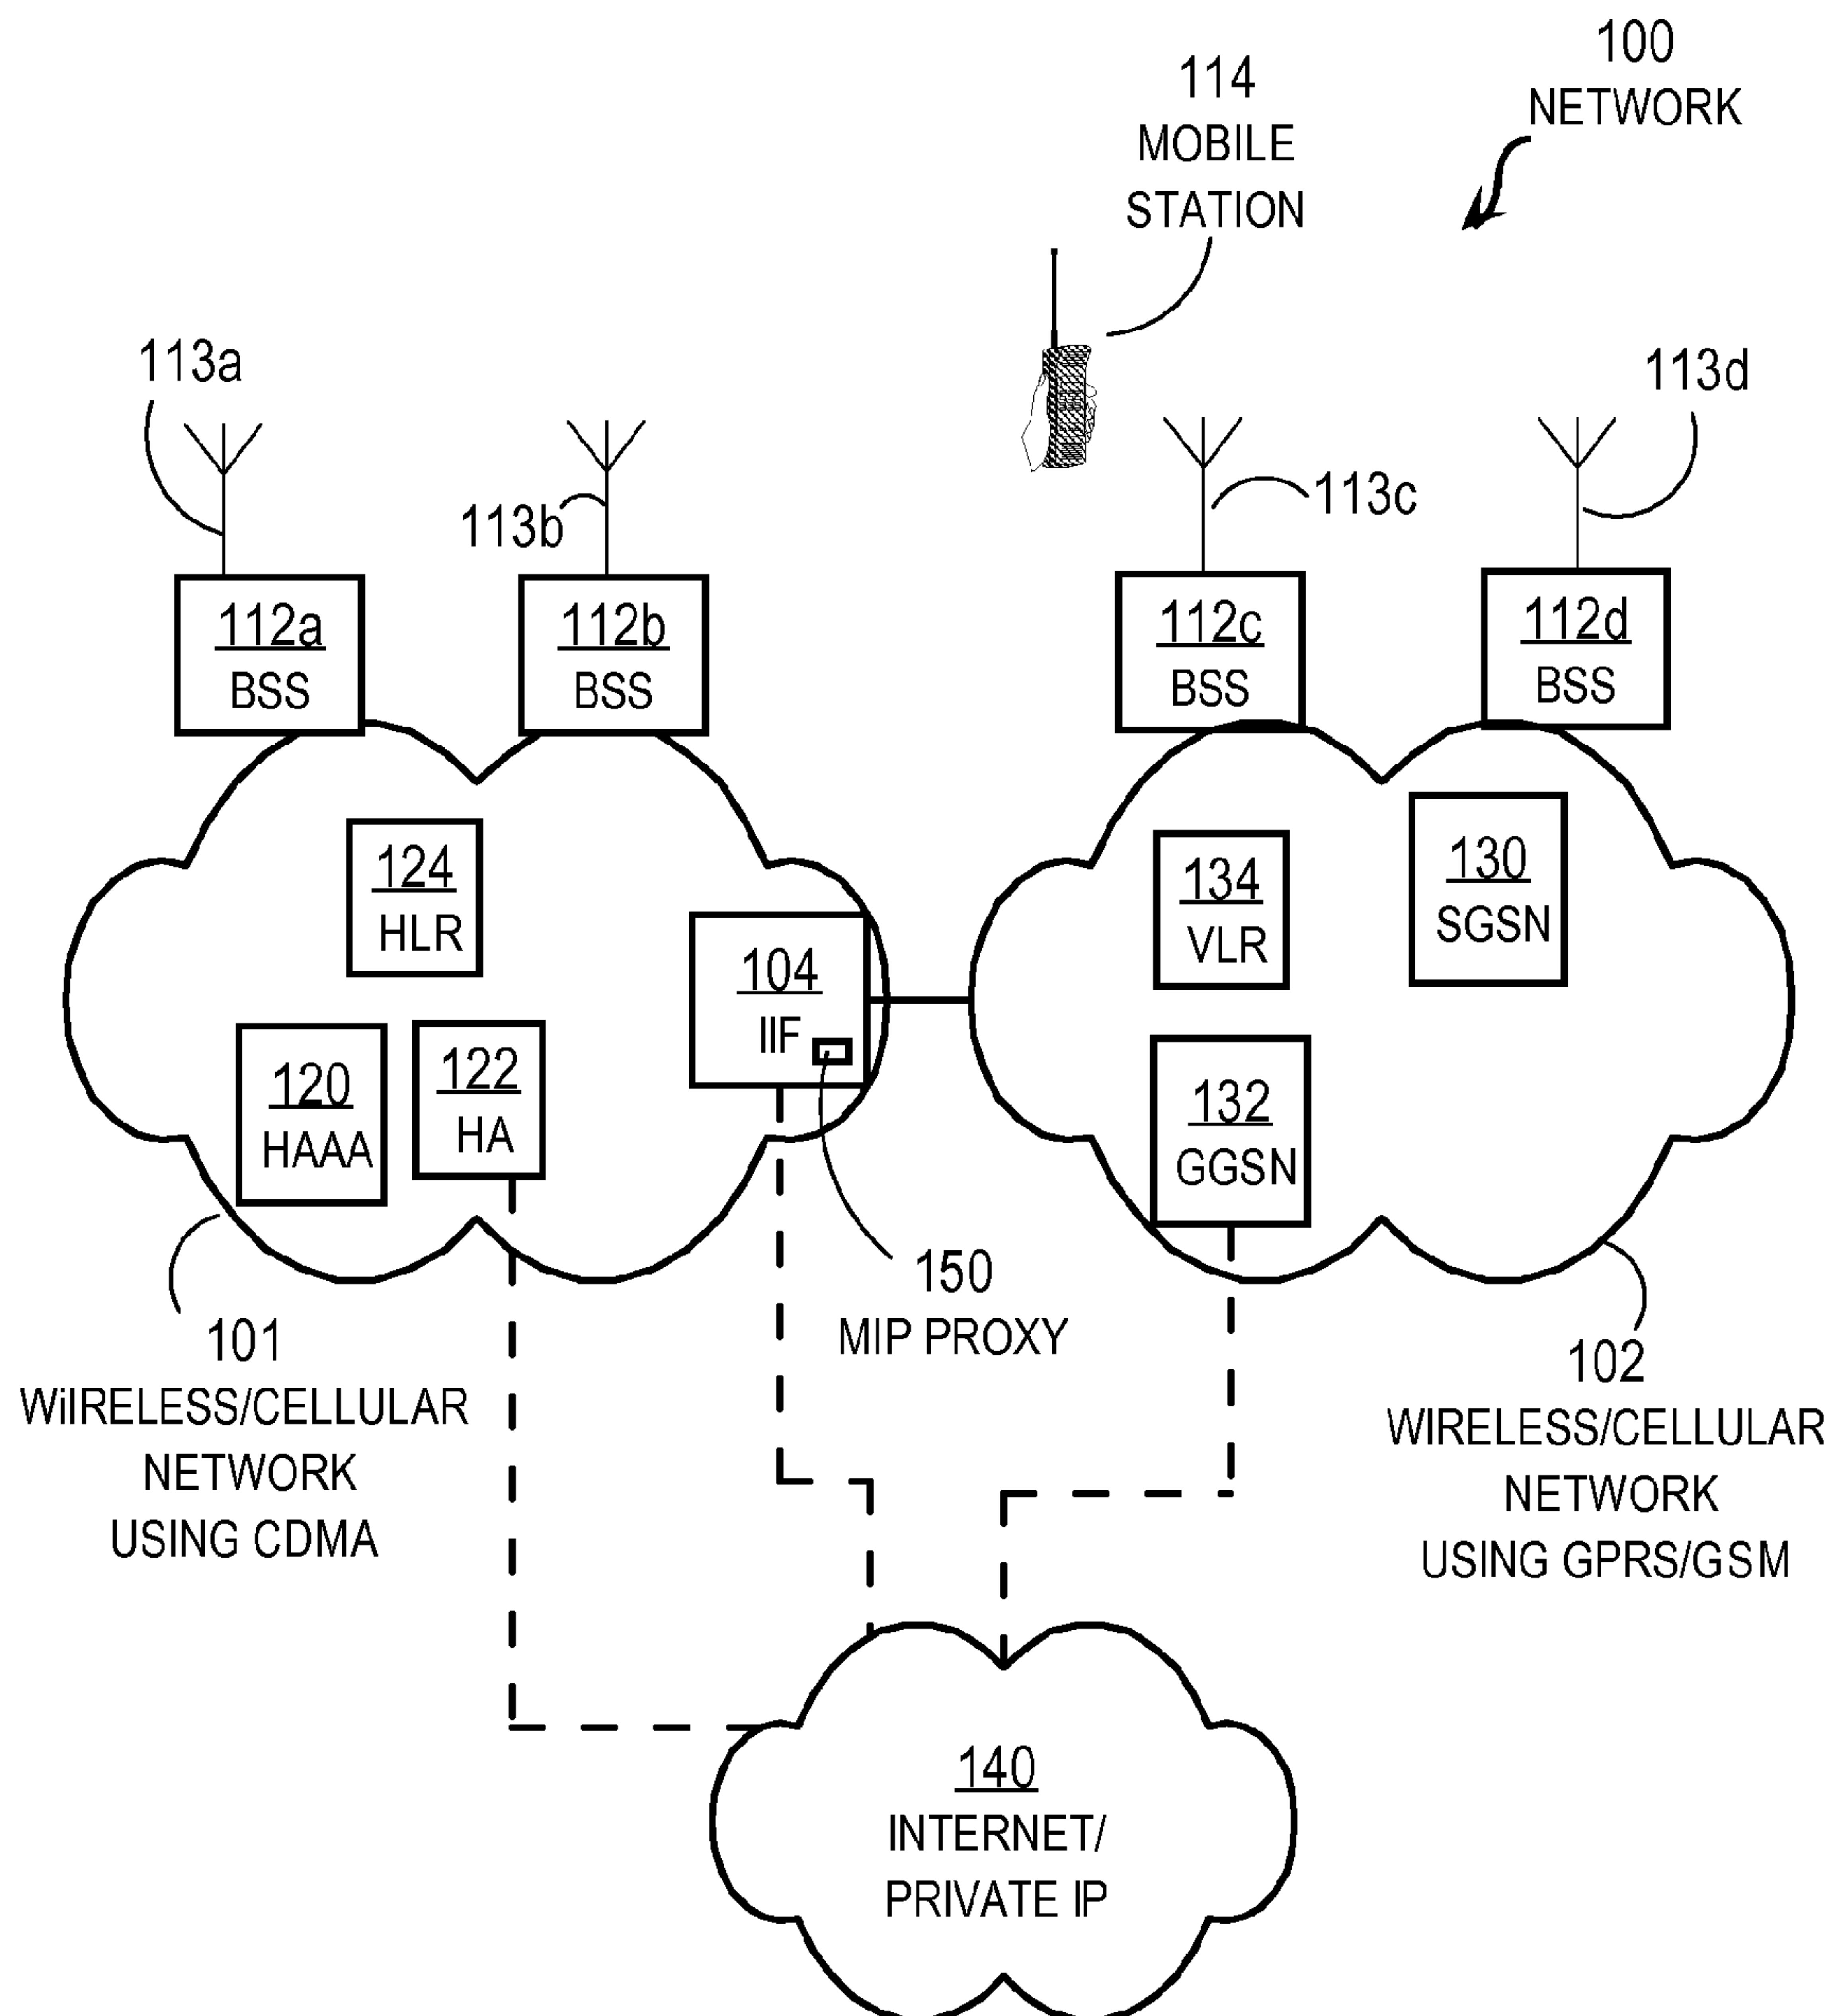 100
NETWORK
114
MOBILE
STATION
113a
113b
113c
113d
112a
BSS
112b
BSS
112c
BSS
112d
BSS
124
HLR
104
IIF
120
HAAA
122
HA
134
VLR
130
SGSN
132
GGSN
150
MIP PROXY
101
WiIRELESS/CELLULAR
NETWORK
USING CDMA
102
WIRELESS/CELLULAR
NETWORK
USING GPRS/GSM
140
INTERNET/
PRIVATE IP